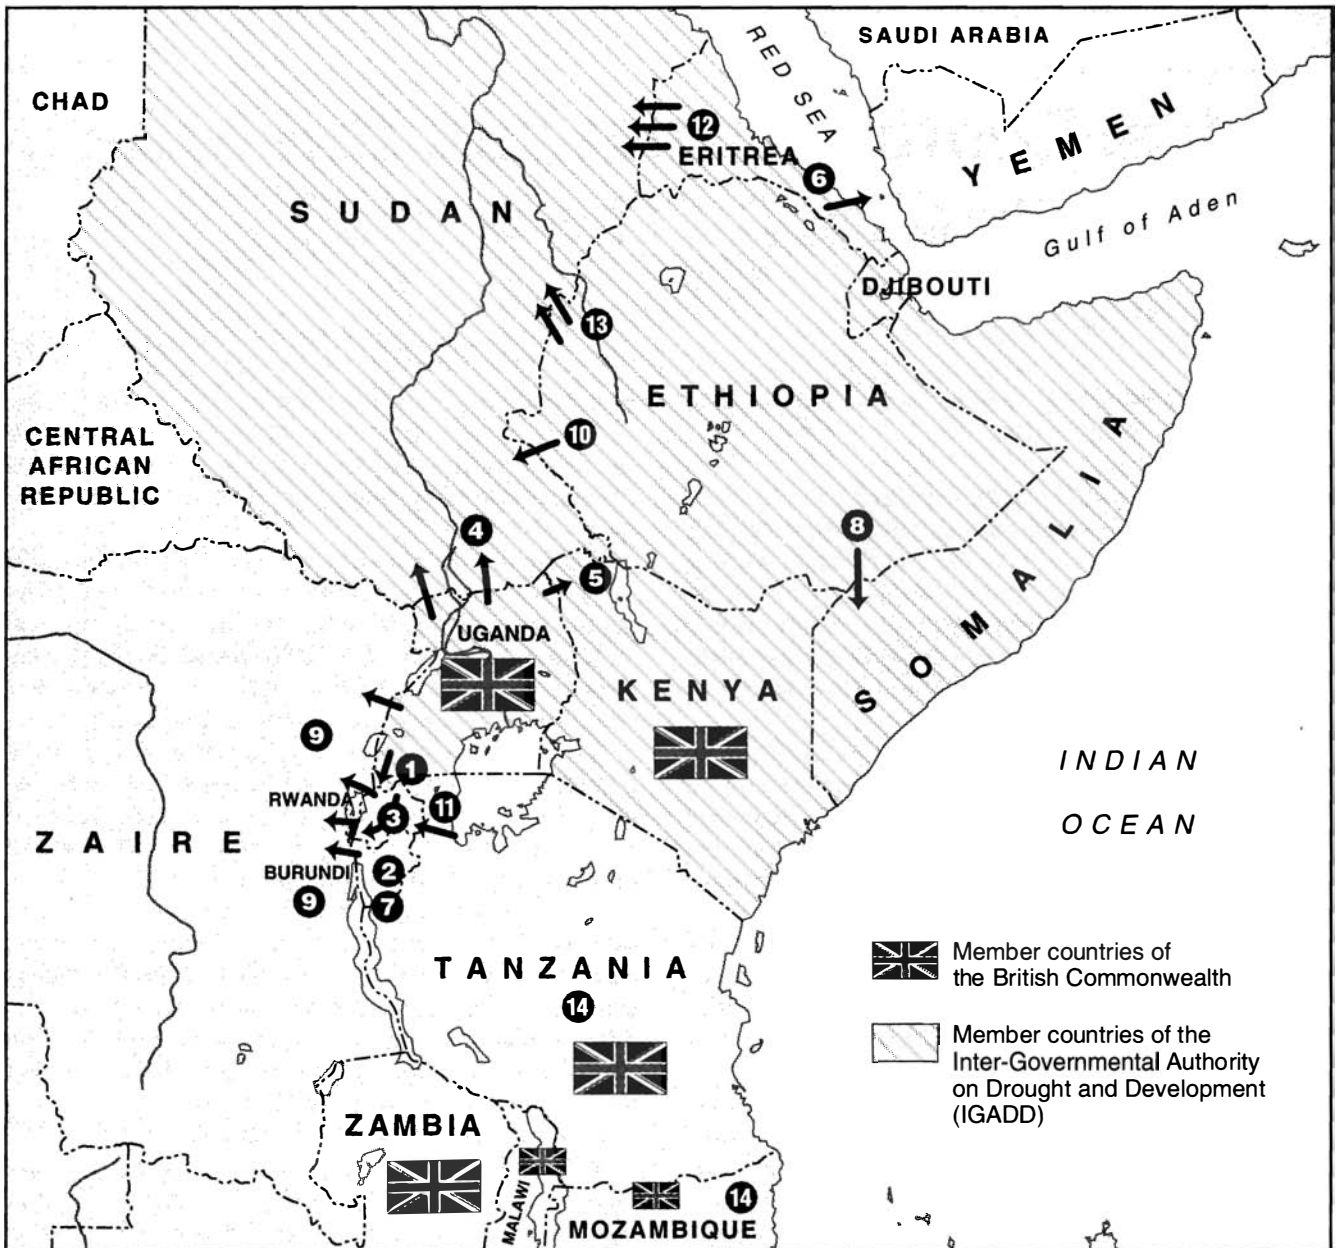 SAUDI ARABIA
RED SEA
CHAD
YEMEN
12
ERITREA
6
SUDAN
Gulf of Aden
DJIBOUTI
13
ETHIOPIA
10
CENTRAL
AFRICAN
REPUBLIC
SOMALIA
4
8
5
UGANDA
KENYA
9
1
INDIAN
OCEAN
RWANDA
11
3
ZAIRE
BURUNDI
2
9
7
TANZANIA
14
Member countries of
the British Commonwealth
Member countries of the
Inter-Governmental Authority
on Drought and Development
(IGADD)
ZAMBIA
MALAWI
14
MOZAMBIQUE